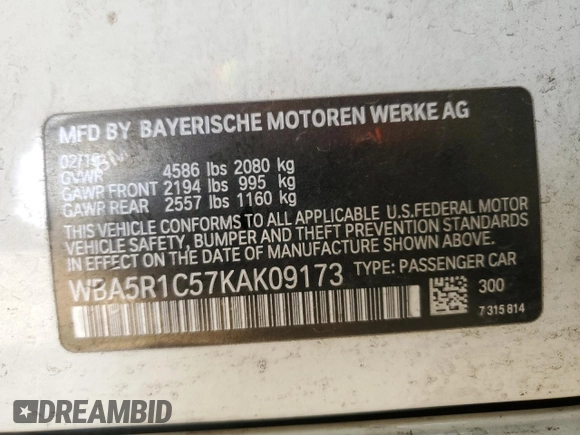 MFD BY BAYERISCHE MOTOREN WERKE AG
GVWR 4586 lbs 2080 kg
GAWR FRONT 2194 lbs 995 kg
GAWR REAR 2557 lbs 1160 kg
THIS VEHICLE CONFORMS TO ALL APPLICABLE U.S.FEDERAL MOTOR
VEHICLE SAFETY, BUMPER AND THEFT PREVENTION STANDARDS
IN EFFECT ON THE DATE OF MANUFACTURE SHOWN ABOVE.
WBA5R1C57KAK09173 TYPE: PASSENGER CAR
300
7 315 814
DREAMBID